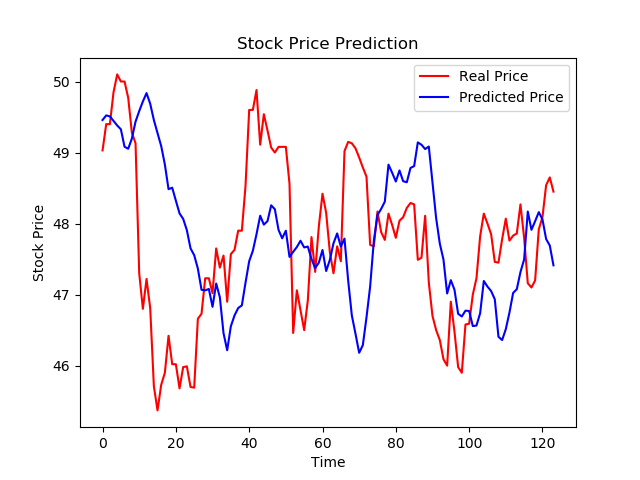 Stock Price Prediction
Real Price
Predicted Price
Stock Price
50
49
48
47
46
0 20 40 60 80 100 120
Time